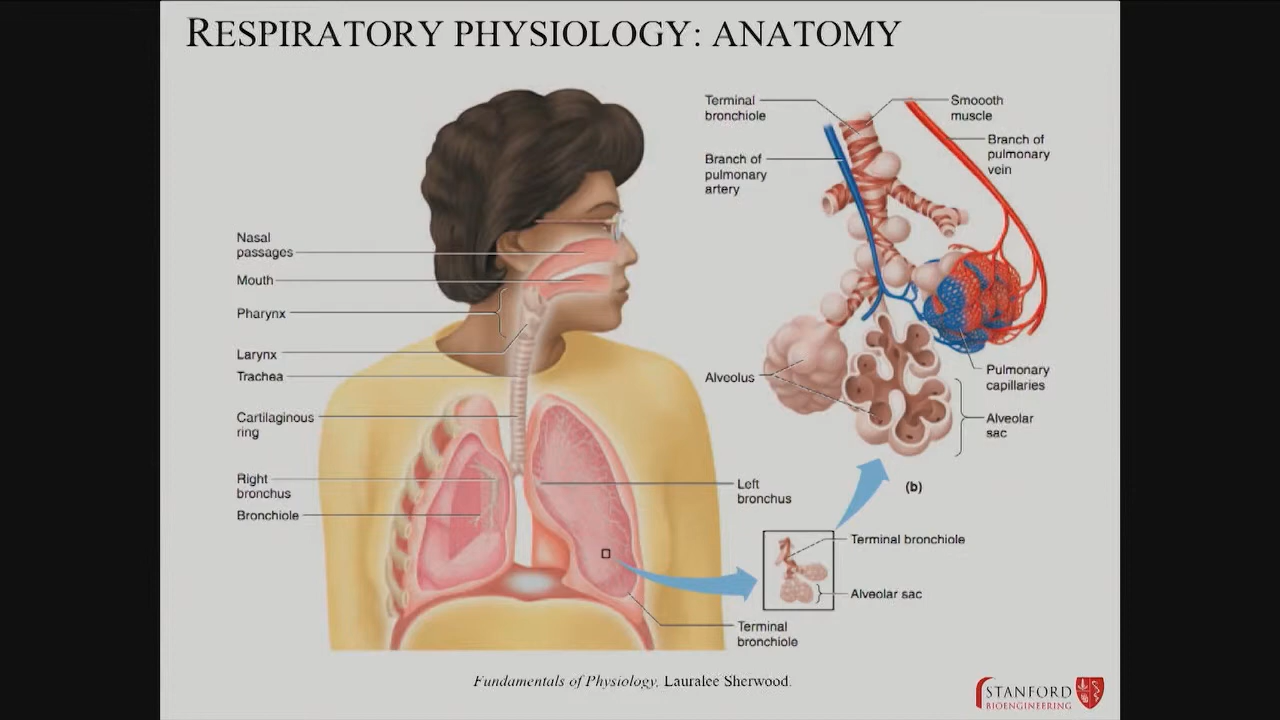 RESPIRATORY PHYSIOLOGY: ANATOMY
Nasal
passages
Mouth
Pharynx
Larynx
Trachea
Cartilaginous
ring
Right
bronchus
Bronchiole
Left
bronchus
Terminal
bronchiole
Terminal
bronchiole
Branch of
pulmonary
artery
Smoooth
muscle
Branch of
pulmonary
vein
Alveolus
Pulmonary
capillaries
Alveolar
sac
(b)
Terminal bronchiole
Alveolar sac
Fundamentals of Physiology, Lauralee Sherwood.
STANFORD
BIOENGINEERING